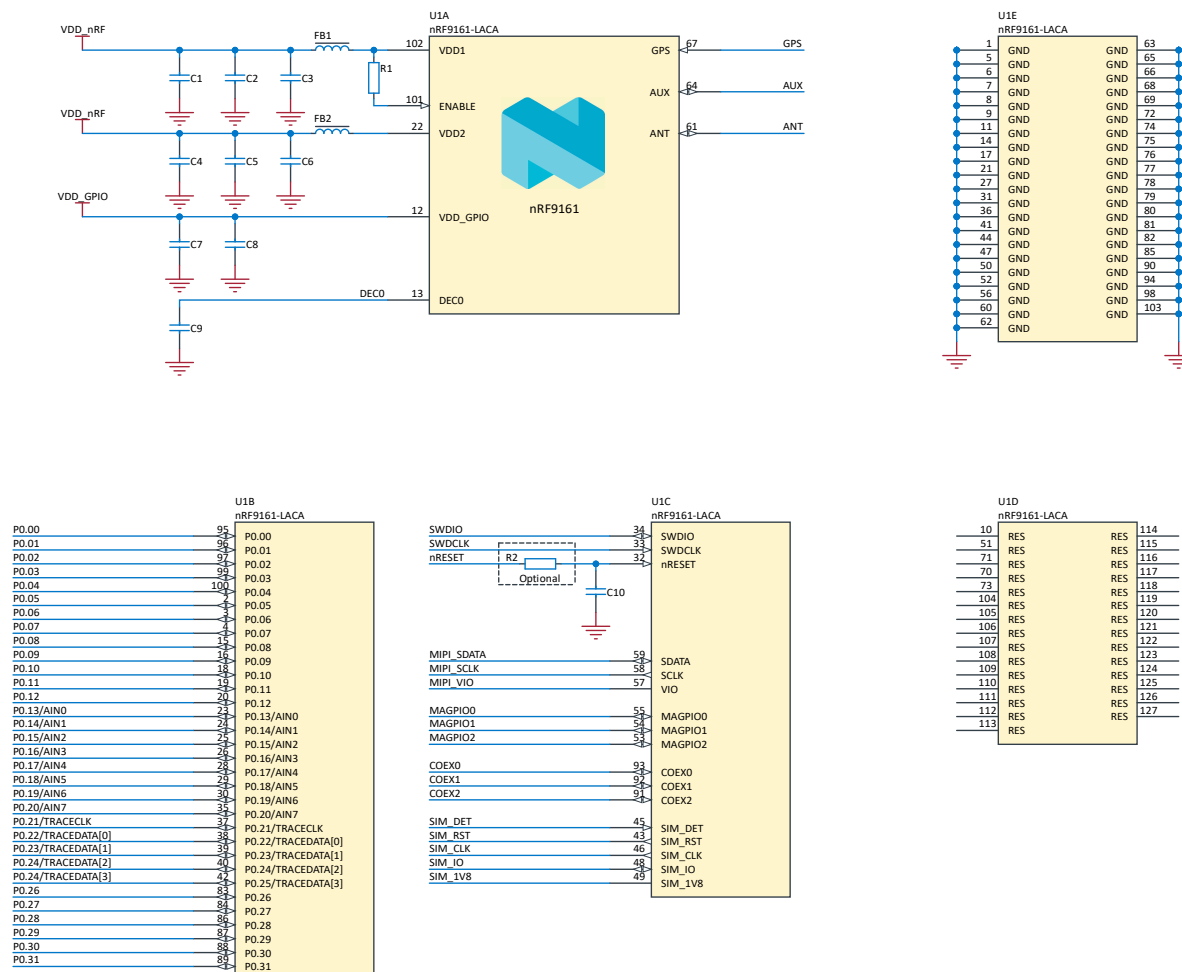 U1A
nRF9161-LACA
VDD_nRF
FB1
102
VDD1
C1
C2
C3
R1
101
ENABLE
VDD_nRF
FB2
22
VDD2
C4
C5
C6
VDD_GPIO
12
VDD_GPIO
C7
C8
DEC0
13
DEC0
C9
nRF9161
GPS
67
GPS
AUX
64
AUX
ANT
61
ANT
U1E
nRF9161-LACA
1 GND GND 63
5 GND GND 65
6 GND GND 66
7 GND GND 68
8 GND GND 69
9 GND GND 72
11 GND GND 74
14 GND GND 75
17 GND GND 76
21 GND GND 77
27 GND GND 78
31 GND GND 79
36 GND GND 80
41 GND GND 81
44 GND GND 82
47 GND GND 85
50 GND GND 90
52 GND GND 94
56 GND GND 98
60 GND GND 103
62 GND
U1B
nRF9161-LACA
P0.00 95 P0.00
P0.01 96 P0.01
P0.02 97 P0.02
P0.03 99 P0.03
P0.04 100 P0.04
P0.05 2 P0.05
P0.06 3 P0.06
P0.07 4 P0.07
P0.08 15 P0.08
P0.09 16 P0.09
P0.10 18 P0.10
P0.11 19 P0.11
P0.12 20 P0.12
P0.13/AIN0 23 P0.13/AIN0
P0.14/AIN1 24 P0.14/AIN1
P0.15/AIN2 25 P0.15/AIN2
P0.16/AIN3 26 P0.16/AIN3
P0.17/AIN4 28 P0.17/AIN4
P0.18/AIN5 29 P0.18/AIN5
P0.19/AIN6 30 P0.19/AIN6
P0.20/AIN7 35 P0.20/AIN7
P0.21/TRACECLK 37 P0.21/TRACECLK
P0.22/TRACEDATA[0] 38 P0.22/TRACEDATA[0]
P0.23/TRACEDATA[1] 39 P0.23/TRACEDATA[1]
P0.24/TRACEDATA[2] 40 P0.24/TRACEDATA[2]
P0.24/TRACEDATA[3] 42 P0.25/TRACEDATA[3]
P0.26 83 P0.26
P0.27 84 P0.27
P0.28 86 P0.28
P0.29 87 P0.29
P0.30 88 P0.30
P0.31 89 P0.31
U1C
nRF9161-LACA
SWDIO 34 SWDIO
SWDCLK 33 SWDCLK
nRESET R2 32 nRESET
Optional
C10
MIPI_SDATA 59 SDATA
MIPI_SCLK 58 SCLK
MIPI_VIO 57 VIO
MAGPIO0 55 MAGPIO0
MAGPIO1 54 MAGPIO1
MAGPIO2 53 MAGPIO2
COEX0 93 COEX0
COEX1 92 COEX1
COEX2 91 COEX2
SIM_DET 45 SIM_DET
SIM_RST 43 SIM_RST
SIM_CLK 46 SIM_CLK
SIM_IO 48 SIM_IO
SIM_1V8 49 SIM_1V8
U1D
nRF9161-LACA
10 RES RES 114
51 RES RES 115
71 RES RES 116
70 RES RES 117
73 RES RES 118
104 RES RES 119
105 RES RES 120
106 RES RES 121
107 RES RES 122
108 RES RES 123
109 RES RES 124
110 RES RES 125
111 RES RES 126
112 RES RES 127
113 RES